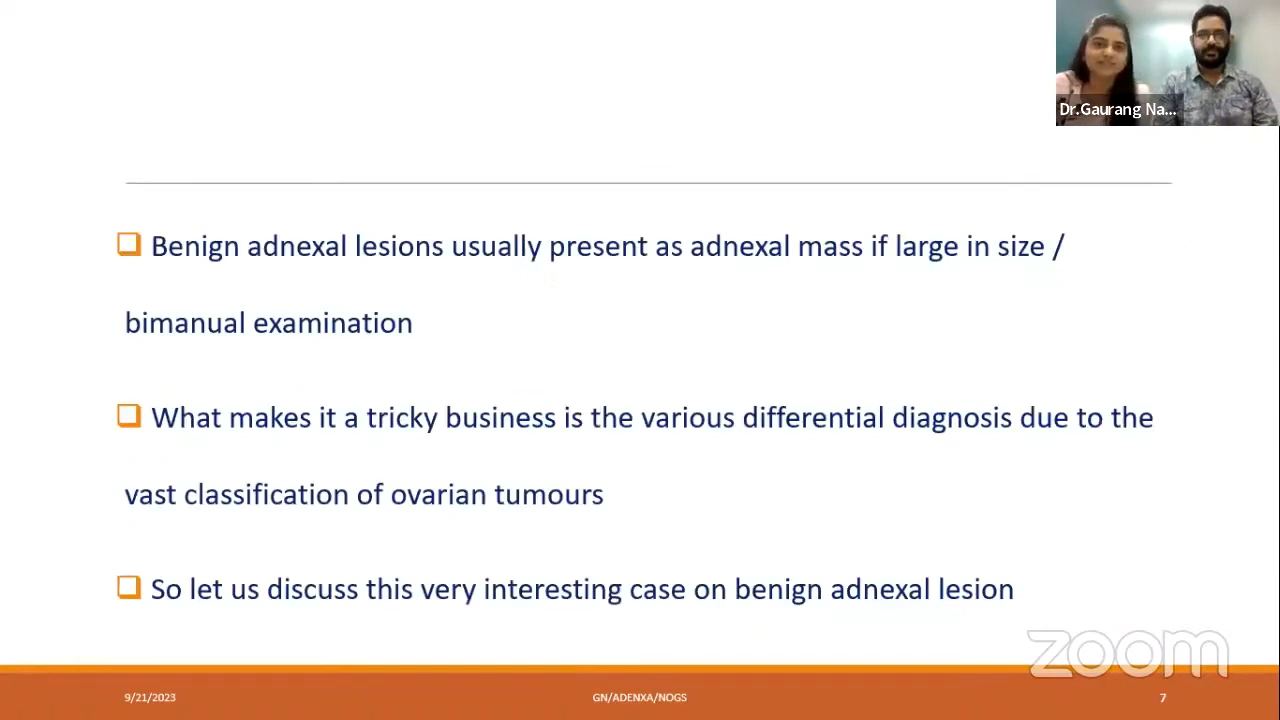 Dr.Gaurang Na...
❑ Benign adnexal lesions usually present as adnexal mass if large in size /
bimanual examination
❑ What makes it a tricky business is the various differential diagnosis due to the
vast classification of ovarian tumours
❑ So let us discuss this very interesting case on benign adnexal lesion
zoom
9/21/2023
GN/ADENXA/NOGS
7